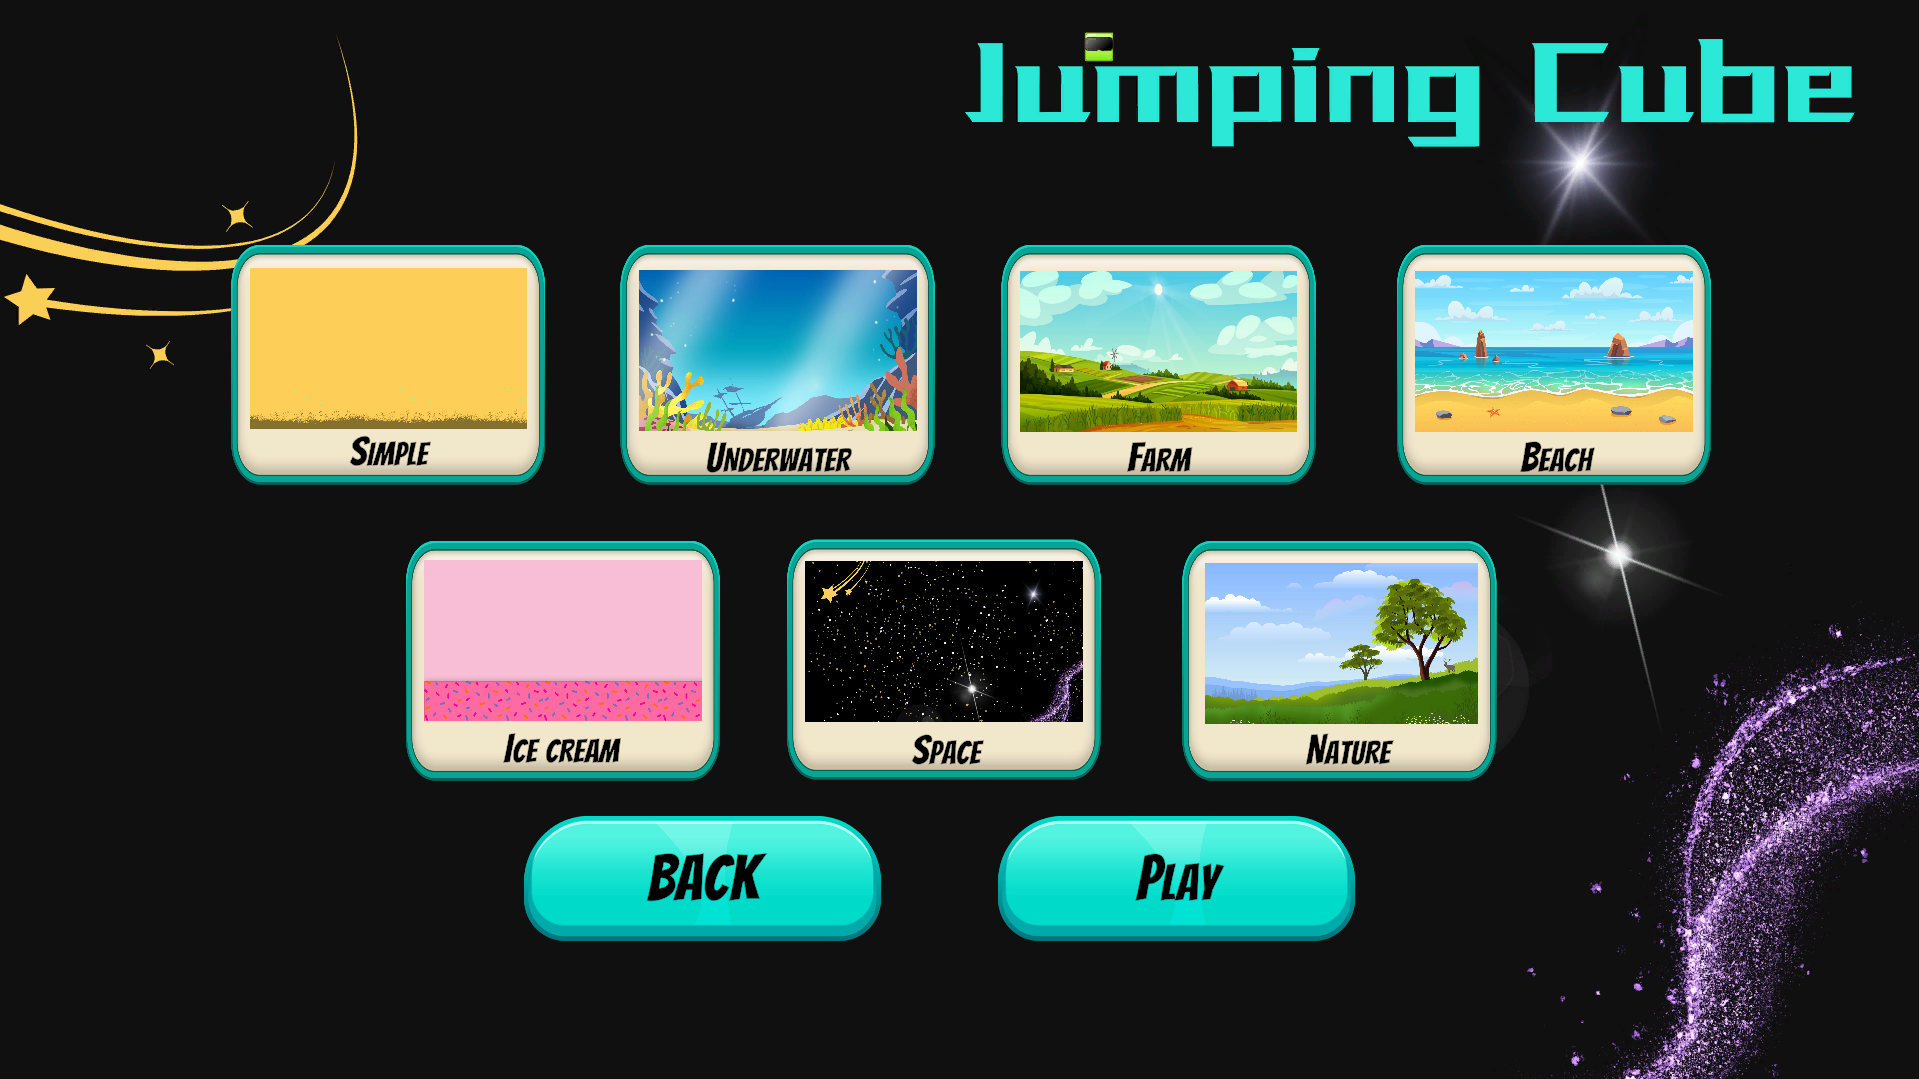 Jumping Cube
Simple
Underwater
Farm
Beach
Ice cream
Space
Nature
BACK
Play